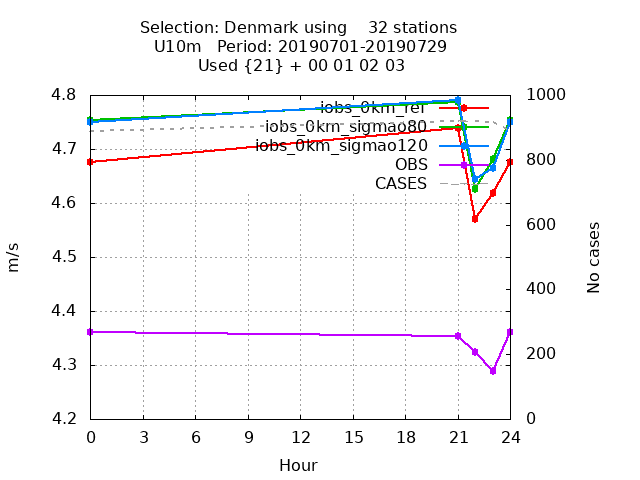 Selection: Denmark using 32 stations
U10m Period: 20190701-20190729
Used {21} + 00 01 02 03
iobs_0km_ref
iobs_0km_sigmao80
iobs_0km_sigmao120
OBS
CASES
4.8
4.7
4.6
4.5
4.4
4.3
4.2
m/s
1000
800
600
400
200
0
No cases
0 3 6 9 12 15 18 21 24
Hour